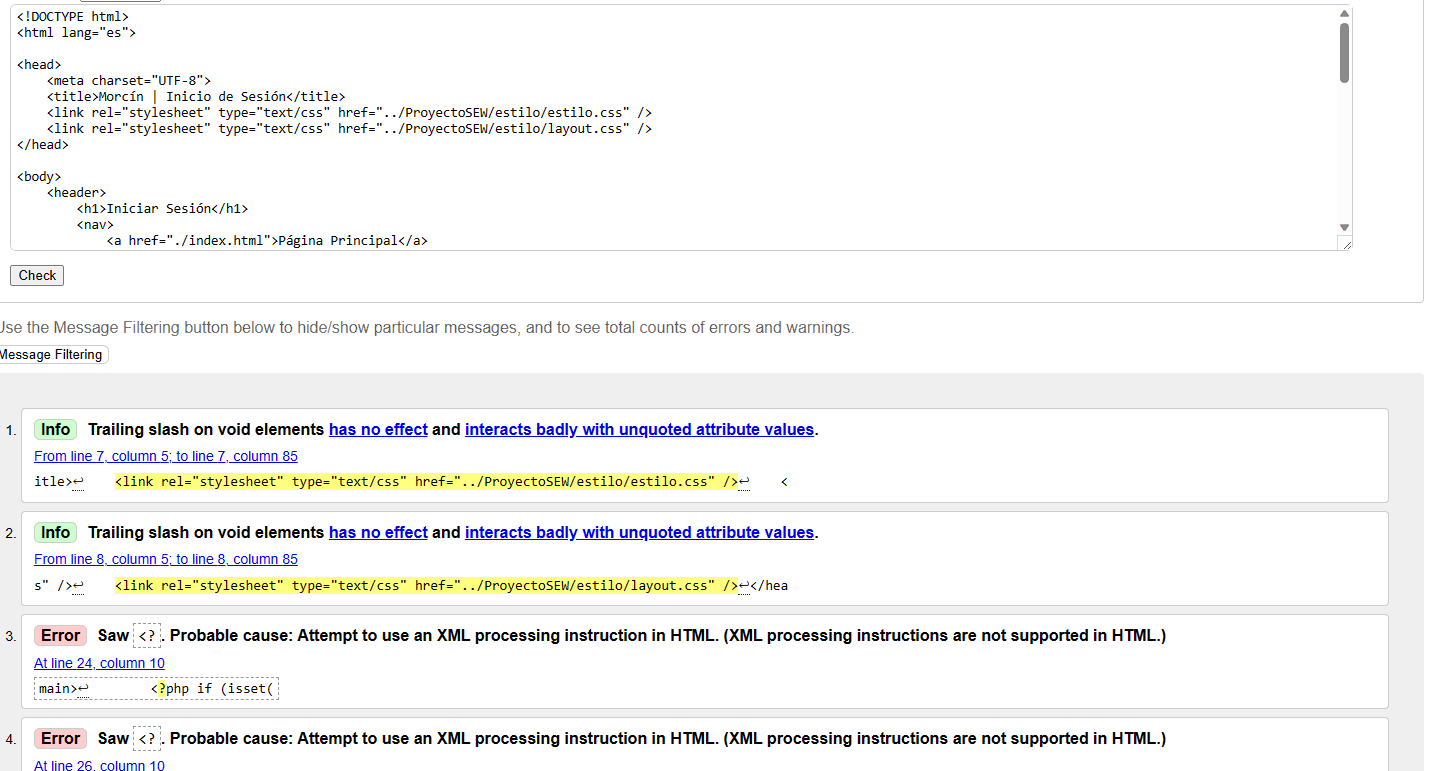 <!DOCTYPE html>
<html lang="es">
<head>
<meta charset="UTF-8">
<title>Morcín | Inicio de Sesión</title>
<link rel="stylesheet" type="text/css" href="../ProyectoSEW/estilo/estilo.css" />
<link rel="stylesheet" type="text/css" href="../ProyectoSEW/estilo/layout.css" />
</head>
<body>
<header>
<h1>Iniciar Sesión</h1>
<nav>
<a href="./index.html">Página Principal</a>
Check
Use the Message Filtering button below to hide/show particular messages, and to see total counts of errors and warnings.
Message Filtering
1. Info Trailing slash on void elements has no effect and interacts badly with unquoted attribute values.
From line 7, column 5; to line 7, column 85
itle>↩ <link rel="stylesheet" type="text/css" href="../ProyectoSEW/estilo/estilo.css" />↩ <
2. Info Trailing slash on void elements has no effect and interacts badly with unquoted attribute values.
From line 8, column 5; to line 8, column 85
s" />↩ <link rel="stylesheet" type="text/css" href="../ProyectoSEW/estilo/layout.css" />↩</hea
3. Error Saw <?. Probable cause: Attempt to use an XML processing instruction in HTML. (XML processing instructions are not supported in HTML.)
At line 24, column 10
main>↩ <?php if (isset(
4. Error Saw <?. Probable cause: Attempt to use an XML processing instruction in HTML. (XML processing instructions are not supported in HTML.)
At line 26, column 10